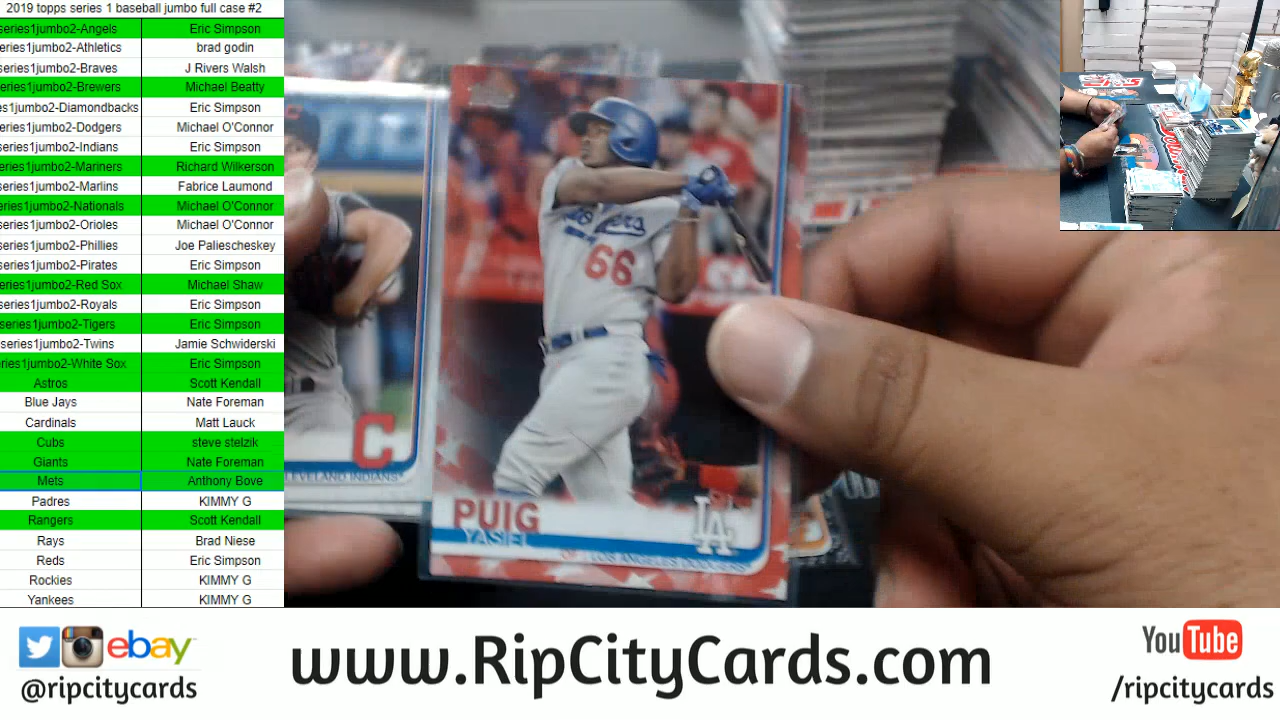 2019 topps series 1 baseball jumbo full case #2
series1jumbo2-Angels Eric Simpson
eries1jumbo2-Athletics brad godin
series1jumbo2-Braves J Rivers Walsh
eries1jumbo2-Brewers Michael Beatty
s1jumbo2-Diamondbacks Eric Simpson
eries1jumbo2-Dodgers Michael O'Connor
eries1jumbo2-Indians Eric Simpson
eries1jumbo2-Mariners Richard Wilkerson
series1jumbo2-Marlins Fabrice Laumond
eries1jumbo2-Nationals Michael O'Connor
eries1jumbo2-Orioles Michael O'Connor
eries1jumbo2-Phillies Joe Paliescheskey
eries1jumbo2-Pirates Eric Simpson
eries1jumbo2-Red Sox Michael Shaw
eries1jumbo2-Royals Eric Simpson
series1jumbo2-Tigers Eric Simpson
series1jumbo2-Twins Jamie Schwiderski
ries1jumbo2-White Sox Eric Simpson
Astros Scott Kendall
Blue Jays Nate Foreman
Cardinals Matt Lauck
Cubs steve stelzik
Giants Nate Foreman
Mets Anthony Bove
Padres KIMMY G
Rangers Scott Kendall
Rays Brad Niese
Reds Eric Simpson
Rockies KIMMY G
Yankees KIMMY G
Dodgers
66
C
CLEVELAND INDIANS
PUIG
YASIEL
LA
OF LOS ANGELES DODGERS
ebay
@ripcitycards
www.RipCityCards.com
YouTube
/ripcitycards